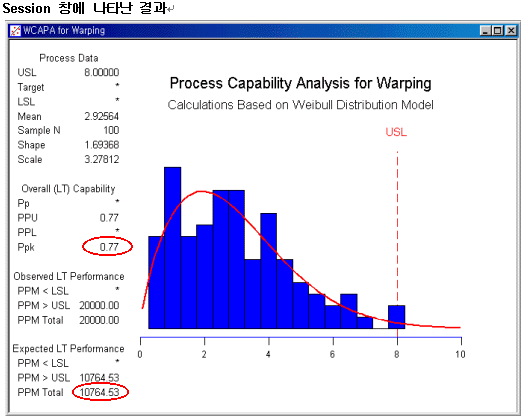 Session 창에 나타난 결과↵
WCAPA for Warping
Process Data
USL 8.00000
Target *
LSL *
Mean 2.92564
Sample N 100
Shape 1.69368
Scale 3.27812
Overall (LT) Capability
Pp *
PPU 0.77
PPL *
Ppk 0.77
Observed LT Performance
PPM < LSL *
PPM > USL 20000.00
PPM Total 20000.00
Expected LT Performance
PPM < LSL *
PPM > USL 10764.53
PPM Total 10764.53
Process Capability Analysis for Warping
Calculations Based on Weibull Distribution Model
USL
0 2 4 6 8 10